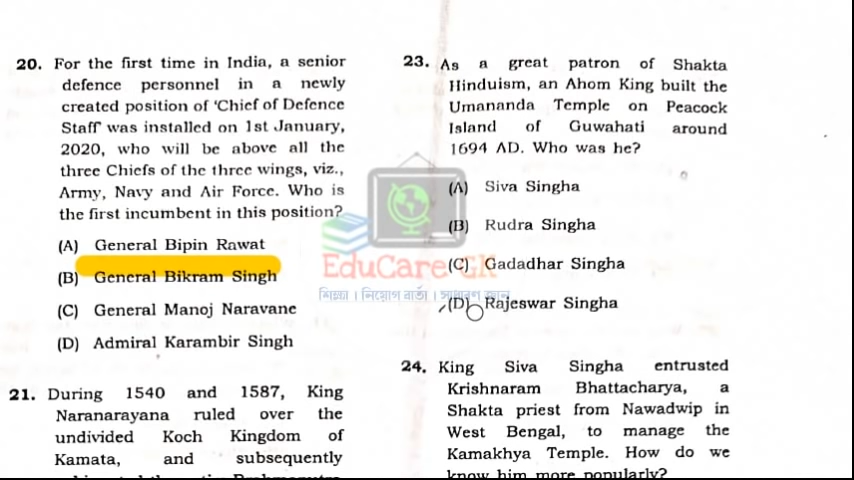 20. For the first time in India, a senior
defence personnel in a newly
created position of ‘Chief of Defence
Staff was installed on 1st January,
2020, who will be above all the
three Chiefs of the three wings, viz.,
Army, Navy and Air Force. Who is
the first incumbent in this position?
(A) General Bipin Rawat
(B) General Bikram Singh
(C) General Manoj Naravane
(D) Admiral Karambir Singh
21. During 1540 and 1587, King
Naranarayana ruled over the
undivided Koch Kingdom of
Kamata, and subsequently
23. As a great patron of Shakta
Hinduism, an Ahom King built the
Umananda Temple on Peacock
Island of Guwahati around
1694 AD. Who was he?
(A) Siva Singha
(B) Rudra Singha
(C) Gadadhar Singha
(D) Rajeswar Singha
24. King Siva Singha entrusted
Krishnaram Bhattacharya, a
Shakta priest from Nawadwip in
West Bengal, to manage the
Kamakhya Temple. How do we
know him more popularly?
EduCare GK
শিক্ষা । নিয়োগ বাৰ্তা । সাধাৰণ জ্ঞান